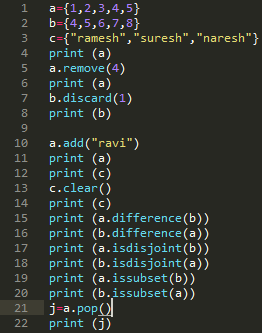 1 a={1,2,3,4,5}
2 b={4,5,6,7,8}
3 c={"ramesh","suresh","naresh"}
4 print (a)
5 a.remove(4)
6 print (a)
7 b.discard(1)
8 print (b)
9
10 a.add("ravi")
11 print (a)
12 print (c)
13 c.clear()
14 print (c)
15 print (a.difference(b))
16 print (b.difference(a))
17 print (a.isdisjoint(b))
18 print (b.isdisjoint(a))
19 print (a.issubset(b))
20 print (b.issubset(a))
21 j=a.pop()
22 print (j)